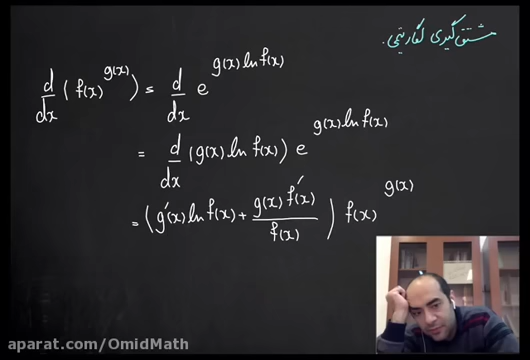 مشتق‌گیری لگاریتمی.
d/dx (f(x)^g(x)) = d/dx e^g(x) ln f(x)
= d/dx (g(x) ln f(x)) e^g(x) ln f(x)
= (g'(x) ln f(x) + g(x) f'(x) / f(x)) f(x)^g(x)
aparat.com/OmidMath